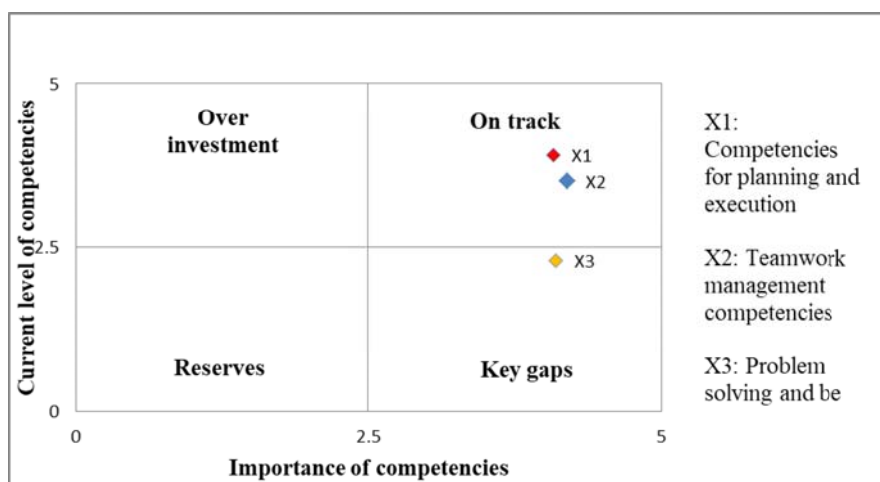 5
Over
investment
On track
X1
X2
2.5
X3
Reserves
Key gaps
0
0
2.5
5
Current level of competencies
Importance of competencies
X1:
Competencies
for planning and
execution
X2: Teamwork
management
competencies
X3: Problem
solving and be